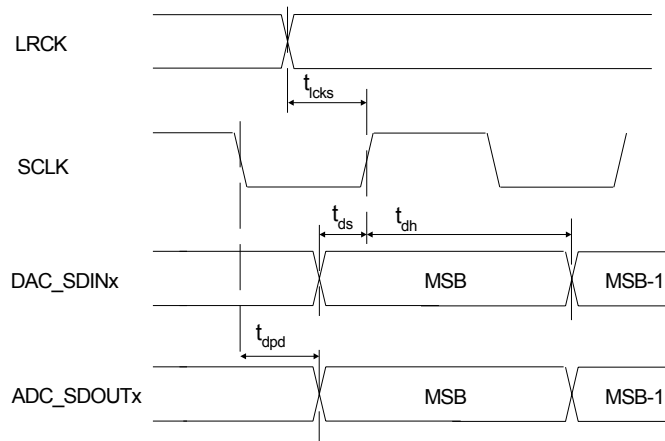 LRCK
t_lcks
SCLK
t_ds t_dh
DAC_SDINx MSB MSB-1
t_dpd
ADC_SDOUTx MSB MSB-1